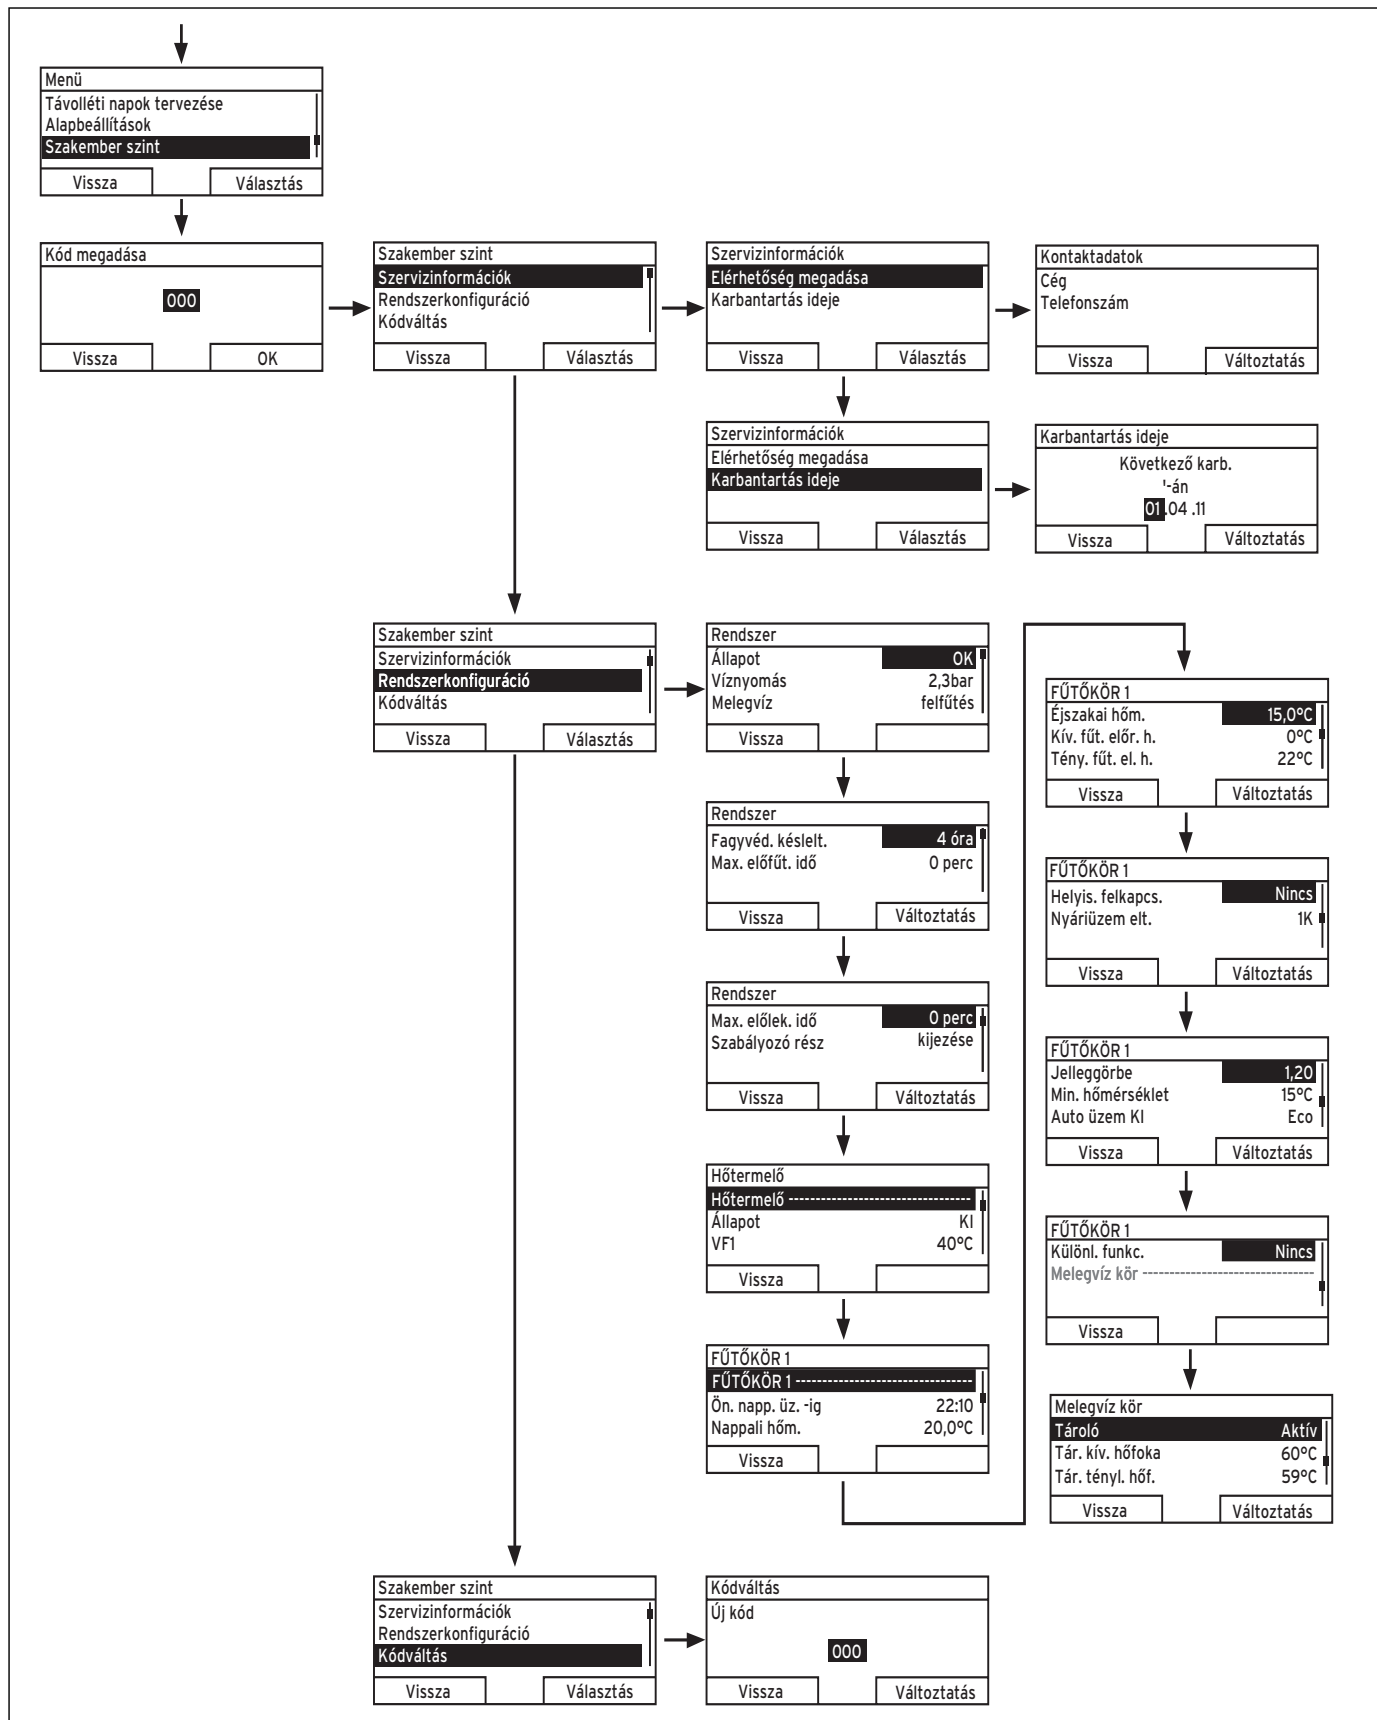 Menü
Távolléti napok tervezése
Alapbeállítások
Szakember szint
Vissza Választás
Kód megadása
000
Vissza OK
Szakember szint
Szervizinformációk
Rendszerkonfiguráció
Kódváltás
Vissza Választás
Szervizinformációk
Elérhetőség megadása
Karbantartás ideje
Vissza Választás
Kontaktadatok
Cég
Telefonszám
Vissza Változtatás
Szervizinformációk
Elérhetőség megadása
Karbantartás ideje
Vissza Választás
Karbantartás ideje
Következő karb.
'-án
01 .04 .11
Vissza Változtatás
Szakember szint
Szervizinformációk
Rendszerkonfiguráció
Kódváltás
Vissza Választás
Rendszer
Állapot OK
Víznyomás 2,3bar
Melegvíz felfűtés
Vissza
Rendszer
Fagyvéd. késlelt. 4 óra
Max. előfűt. idő 0 perc
Vissza Változtatás
Rendszer
Max. előlek. idő 0 perc
Szabályozó rész kijezése
Vissza Változtatás
Hőtermelő
Hőtermelő ----------------------------------
Állapot KI
VF1 40°C
Vissza
FŰTŐKÖR 1
FŰTŐKÖR 1 ---------------------------------
Ön. napp. üz. -ig 22:10
Nappali hőm. 20,0°C
Vissza
FŰTŐKÖR 1
Éjszakai hőm. 15,0°C
Kív. fűt. előr. h. 0°C
Tény. fűt. el. h. 22°C
Vissza Változtatás
FŰTŐKÖR 1
Helyis. felkapcs. Nincs
Nyáriüzem elt. 1K
Vissza Változtatás
FŰTŐKÖR 1
Jelleggörbe 1,20
Min. hőmérséklet 15°C
Auto üzem KI Eco
Vissza Változtatás
FŰTŐKÖR 1
Különl. funkc. Nincs
Melegvíz kör --------------------------------
Vissza
Melegvíz kör
Tároló Aktív
Tár. kív. hőfoka 60°C
Tár. tényl. hőf. 59°C
Vissza Változtatás
Szakember szint
Szervizinformációk
Rendszerkonfiguráció
Kódváltás
Vissza Választás
Kódváltás
Új kód
000
Vissza Változtatás